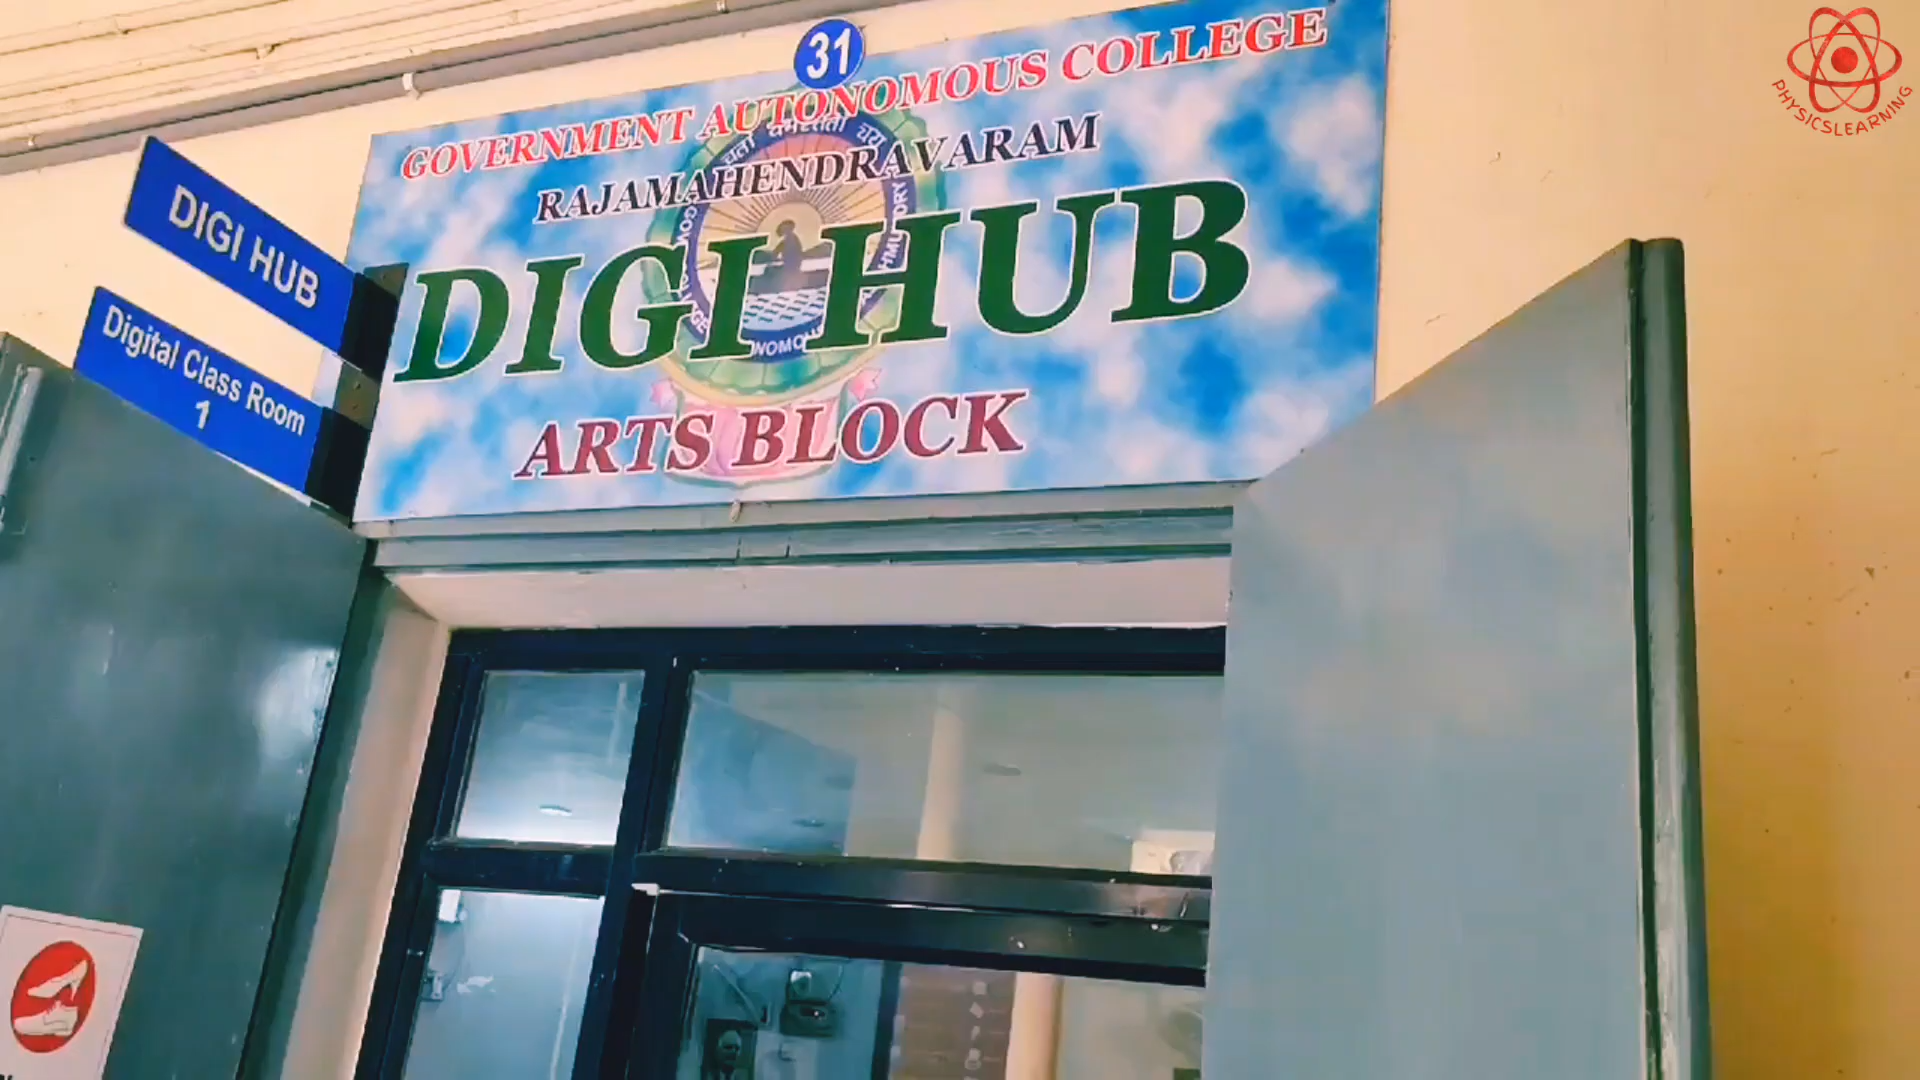 31
GOVERNMENT AUTONOMOUS COLLEGE
RAJAMAHENDRAVARAM
DIGI HUB
ARTS BLOCK
DIGI HUB
Digital Class Room
1
PHYSICSLEARNING